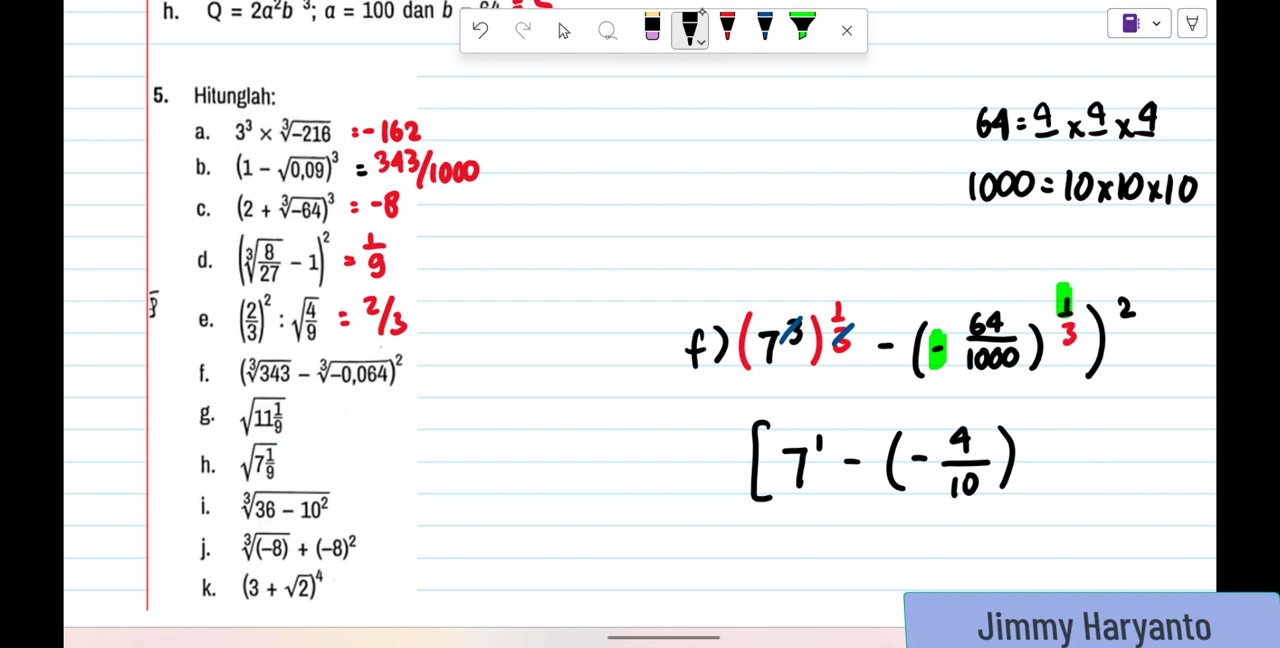 h. Q = 2a²b ³; a = 100 dan b
5. Hitunglah:
a. 3³ × ∛-216 = -162
b. (1 – √0,09)³ = 343/1000
c. (2 + ∛-64)³ = -8
d. (∛(8/27) – 1)² = 1/9
e. (2/3)² : √(4/9) = 2/3
f. (∛343 – ∛-0,064)²
g. √(11 1/9)
h. √(7 1/9)
i. ∛(36 – 10²)
j. ∛(-8) + (-8)²
k. (3 + √2)⁴
64 = 4 x 4 x 4
1000 = 10 x 10 x 10
f) (7³)^(1/3) - (- 64/1000)^(1/3))²
[7¹ - (- 4/10)
Jimmy Haryanto